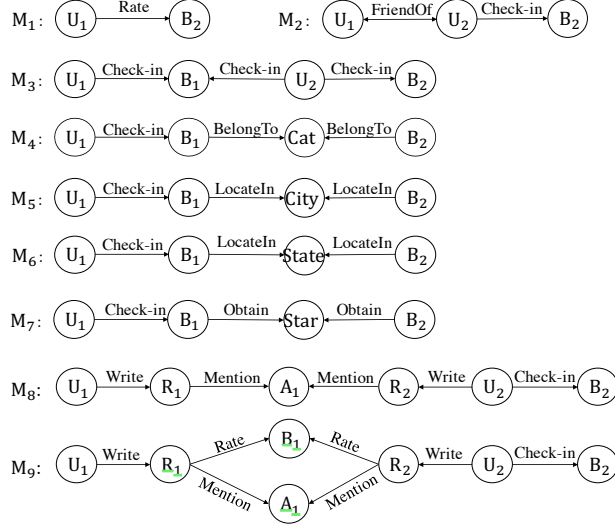 M₁: U₁ Rate B₂ M₂: U₁ FriendOf U₂ Check-in B₂
M₃: U₁ Check-in B₁ Check-in U₂ Check-in B₂
M₄: U₁ Check-in B₁ BelongTo Cat BelongTo B₂
M₅: U₁ Check-in B₁ LocateIn City LocateIn B₂
M₆: U₁ Check-in B₁ LocateIn State LocateIn B₂
M₇: U₁ Check-in B₁ Obtain Star Obtain B₂
M₈: U₁ Write R₁ Mention A₁ Mention R₂ Write U₂ Check-in B₂
M₉: U₁ Write R₁ Rate B₁ Rate R₂ Write U₂ Check-in B₂
Mention A₁ Mention